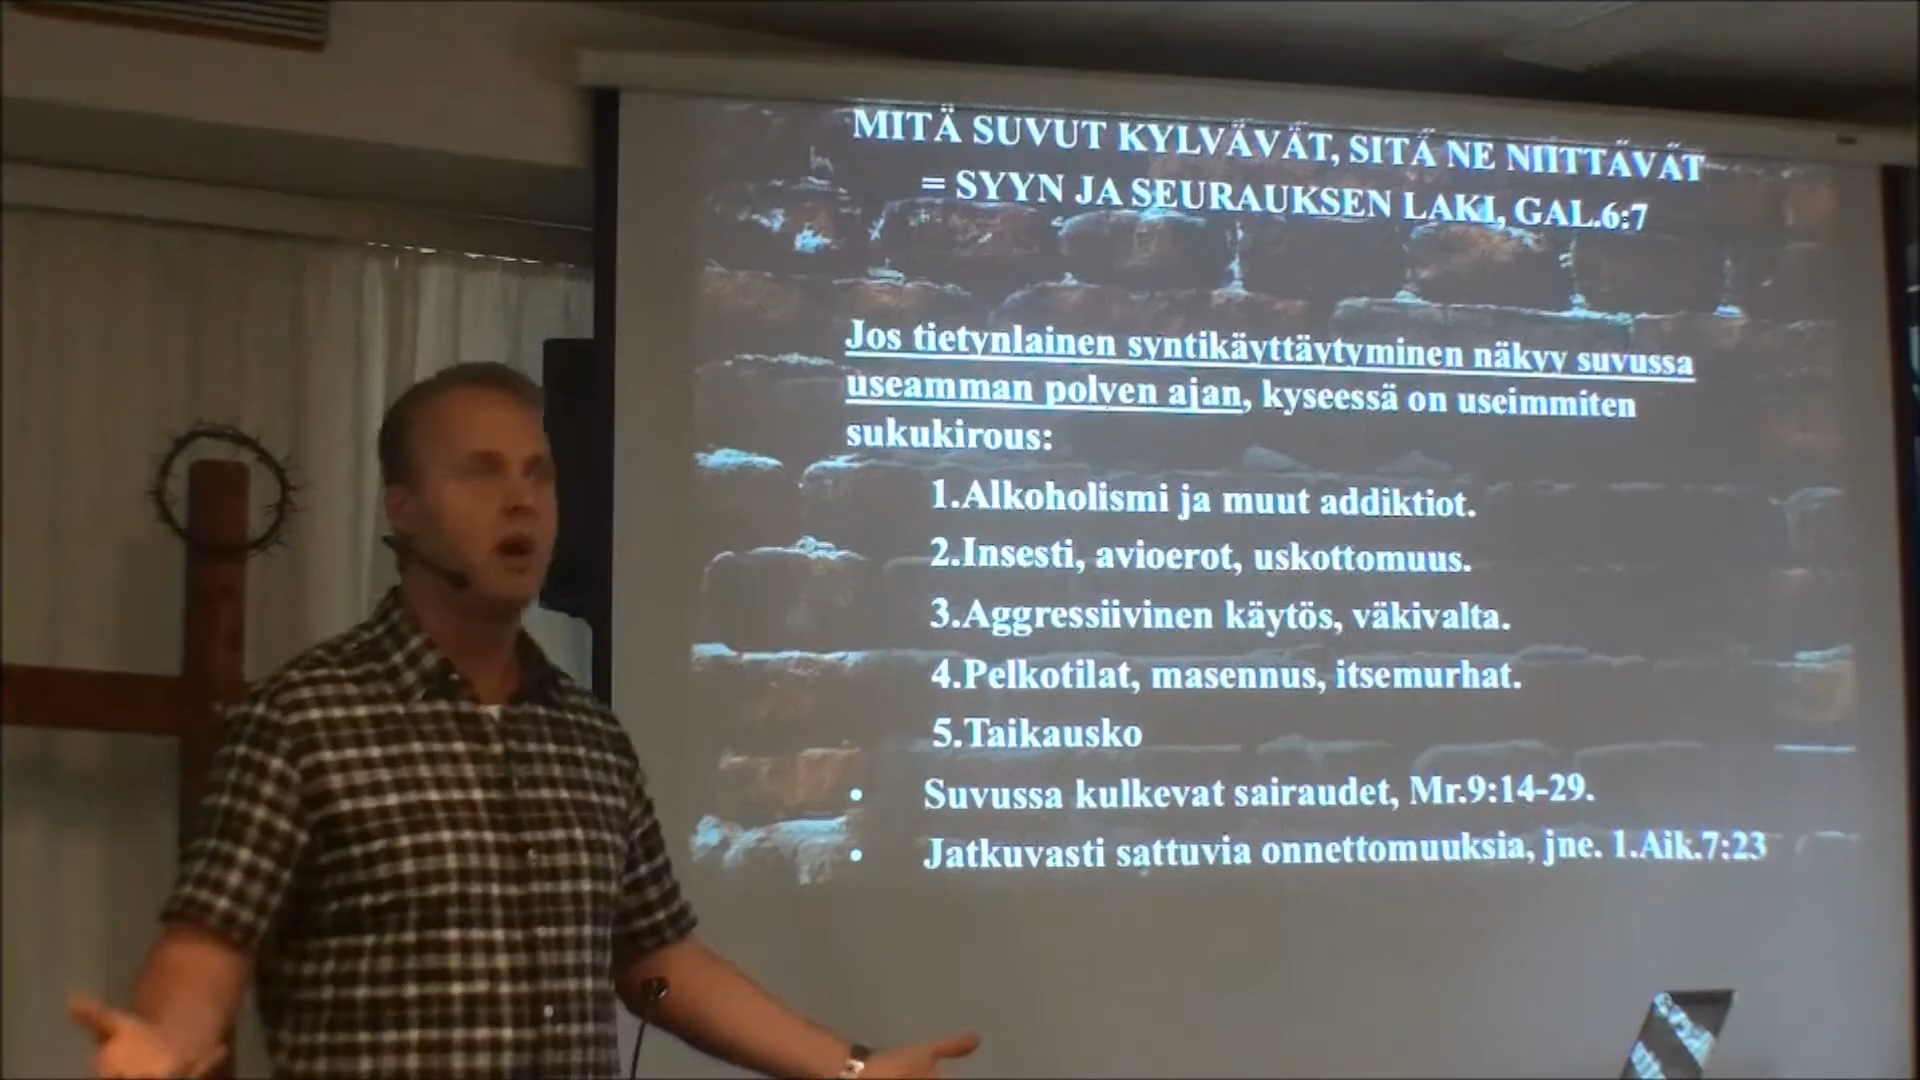 MITÄ SUVUT KYLVÄVÄT, SITÄ NE NIITTÄVÄT
= SYYN JA SEURAUKSEN LAKI, GAL.6:7
Jos tietynlainen syntikäyttäytyminen näkyy suvussa
useamman polven ajan, kyseessä on useimmiten
sukukirous:
1.Alkoholismi ja muut addiktiot.
2.Insesti, avioerot, uskottomuus.
3.Aggressiivinen käytös, väkivalta.
4.Pelkotilat, masennus, itsemurhat.
5.Taikausko
• Suvussa kulkevat sairaudet, Mr.9:14-29.
• Jatkuvasti sattuvia onnettomuuksia, jne. 1.Aik.7:23